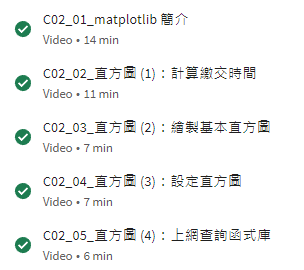 C02_01_matplotlib 簡介
Video • 14 min
C02_02_直方圖 (1)：計算繳交時間
Video • 11 min
C02_03_直方圖 (2)：繪製基本直方圖
Video • 7 min
C02_04_直方圖 (3)：設定直方圖
Video • 7 min
C02_05_直方圖 (4)：上網查詢函式庫
Video • 6 min